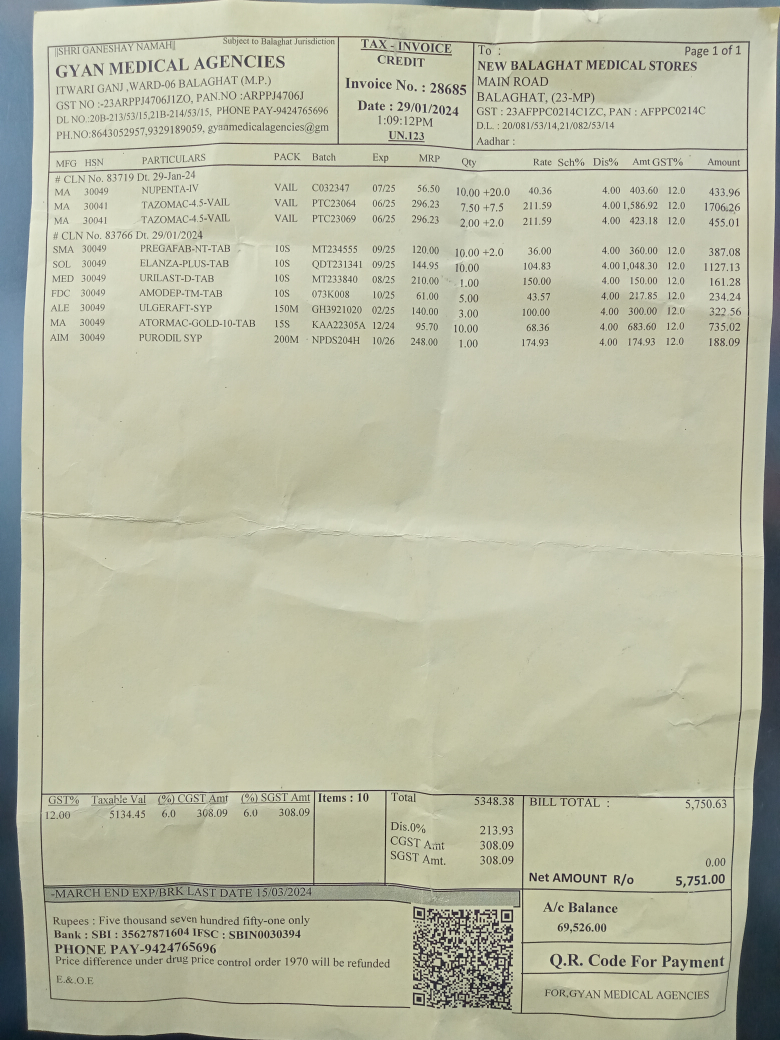 ||SHRI GANESHAY NAMAH|| Subject to Balaghat Jurisdiction
GYAN MEDICAL AGENCIES
ITWARI GANJ ,WARD-06 BALAGHAT (M.P.)
GST NO :-23ARPPJ4706J1ZO, PAN.NO :ARPPJ4706J
DL NO.:20B-213/53/15,21B-214/53/15, PHONE PAY-9424765696
PH.NO:8643052957,9329189059, gyanmedicalagencies@gm
TAX - INVOICE
CREDIT
Invoice No. : 28685
Date : 29/01/2024
1:09:12PM
UN.123
To : Page 1 of 1
NEW BALAGHAT MEDICAL STORES
MAIN ROAD
BALAGHAT, (23-MP)
GST : 23AFPPC0214C1ZC, PAN : AFPPC0214C
D.L. : 20/081/53/14,21/082/53/14
Aadhar :
MFG HSN PARTICULARS PACK Batch Exp MRP Qty Rate Sch% Dis% Amt GST% Amount
# CLN No. 83719 Dt. 29-Jan-24
MA 30049 NUPENTA-IV VAIL C032347 07/25 56.50 10.00 +20.0 40.36 4.00 403.60 12.0 433.96
MA 30041 TAZOMAC-4.5-VAIL VAIL PTC23064 06/25 296.23 7.50 +7.5 211.59 4.00 1,586.92 12.0 1706.26
MA 30041 TAZOMAC-4.5-VAIL VAIL PTC23069 06/25 296.23 2.00 +2.0 211.59 4.00 423.18 12.0 455.01
# CLN No. 83766 Dt. 29/01/2024
SMA 30049 PREGAFAB-NT-TAB 10S MT234555 09/25 120.00 10.00 +2.0 36.00 4.00 360.00 12.0 387.08
SOL 30049 ELANZA-PLUS-TAB 10S QDT231341 09/25 144.95 10.00 104.83 4.00 1,048.30 12.0 1127.13
MED 30049 URILAST-D-TAB 10S MT233840 08/25 210.00 1.00 150.00 4.00 150.00 12.0 161.28
FDC 30049 AMODEP-TM-TAB 10S 073K008 10/25 61.00 5.00 43.57 4.00 217.85 12.0 234.24
ALE 30049 ULGERAFT-SYP 150M GH3921020 02/25 140.00 3.00 100.00 4.00 300.00 12.0 322.56
MA 30049 ATORMAC-GOLD-10-TAB 15S KAA22305A 12/24 95.70 10.00 68.36 4.00 683.60 12.0 735.02
AIM 30049 PURODIL SYP 200M NPDS204H 10/26 248.00 1.00 174.93 4.00 174.93 12.0 188.09
GST% Taxable Val (%) CGST Amt (%) SGST Amt
12.00 5134.45 6.0 308.09 6.0 308.09
Items : 10
Total 5348.38
Dis.0% 213.93
CGST Amt 308.09
SGST Amt. 308.09
BILL TOTAL : 5,750.63
0.00
Net AMOUNT R/o 5,751.00
-MARCH END EXP/BRK LAST DATE 15/03/2024
Rupees : Five thousand seven hundred fifty-one only
Bank : SBI : 35627871604 IFSC : SBIN0030394
PHONE PAY-9424765696
Price difference under drug price control order 1970 will be refunded
E.&.O.E
A/c Balance
69,526.00
Q.R. Code For Payment
FOR,GYAN MEDICAL AGENCIES